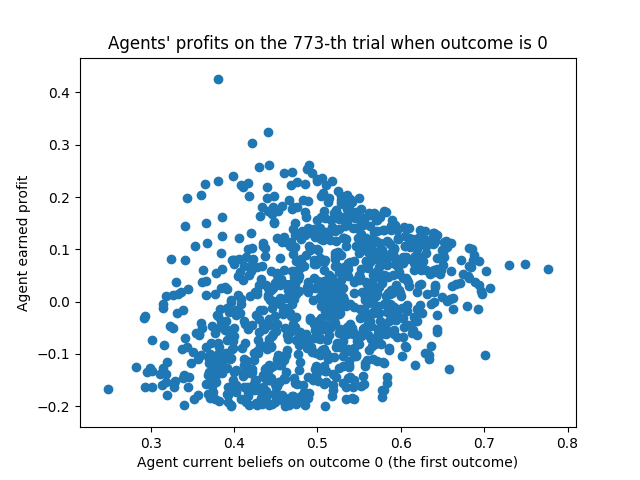 Agents' profits on the 773-th trial when outcome is 0
0.4
0.3
0.2
0.1
0.0
−0.1
−0.2
Agent earned profit
0.3 0.4 0.5 0.6 0.7 0.8
Agent current beliefs on outcome 0 (the first outcome)